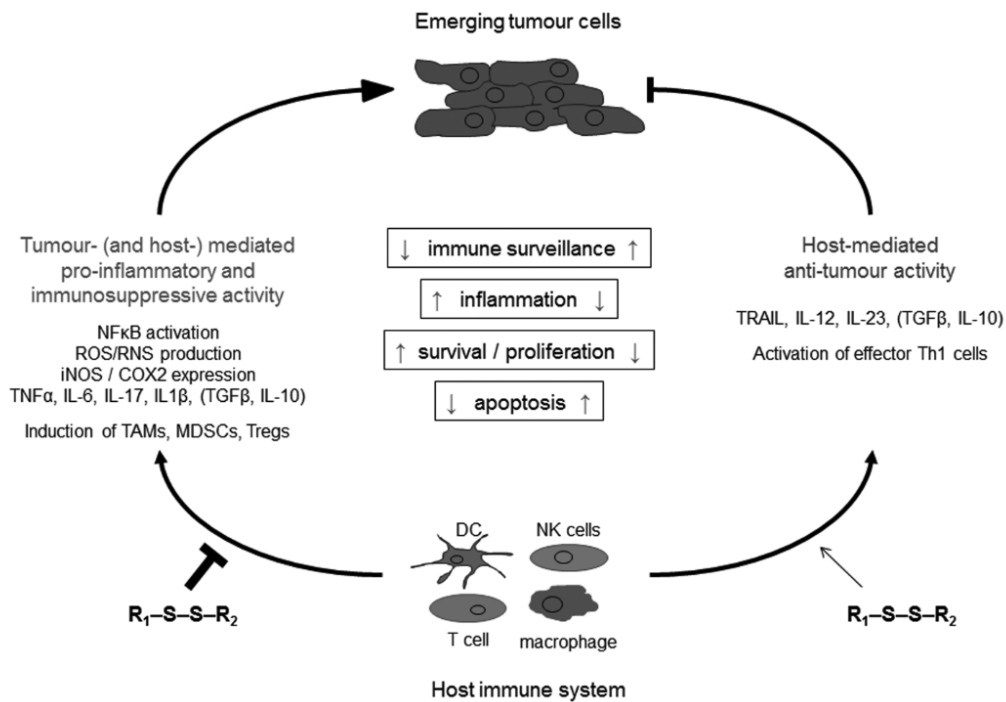 Emerging tumour cells
Tumour- (and host-) mediated
pro-inflammatory and
immunosuppressive activity
NFκB activation
ROS/RNS production
iNOS / COX2 expression
TNFα, IL-6, IL-17, IL1β, (TGFβ, IL-10)
Induction of TAMs, MDSCs, Tregs
↓ immune surveillance ↑
↑ inflammation ↓
↑ survival / proliferation ↓
↓ apoptosis ↑
Host-mediated
anti-tumour activity
TRAIL, IL-12, IL-23, (TGFβ, IL-10)
Activation of effector Th1 cells
DC
NK cells
T cell
macrophage
R₁–S–S–R₂
R₁–S–S–R₂
Host immune system